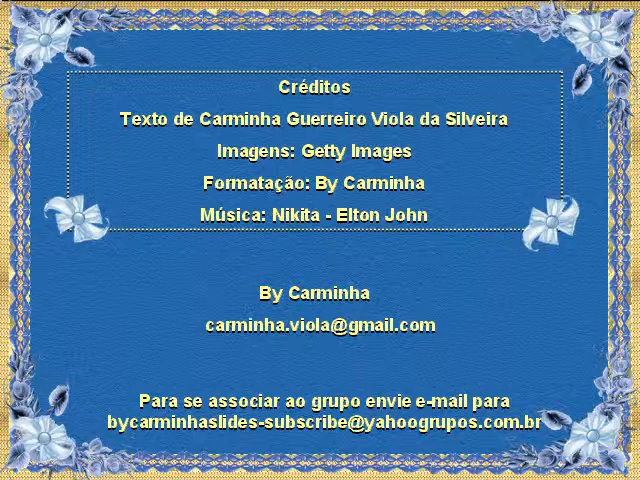 Créditos
Texto de Carminha Guerreiro Viola da Silveira
Imagens: Getty Images
Formatação: By Carminha
Música: Nikita - Elton John
By Carminha
carminha.viola@gmail.com
Para se associar ao grupo envie e-mail para
bycarminhaslides-subscribe@yahoogrupos.com.br